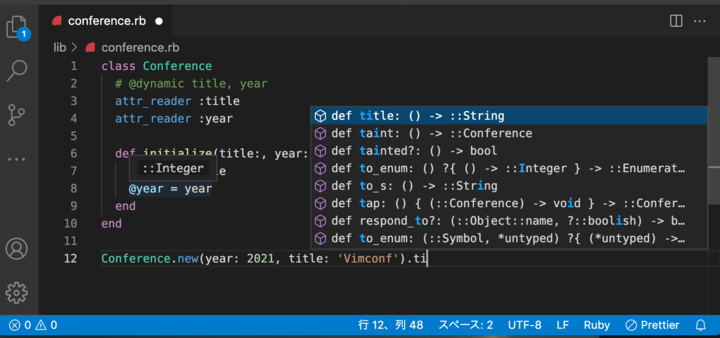 conference.rb
lib > conference.rb
1 class Conference
2 # @dynamic title, year
3 attr_reader :title
4 attr_reader :year
5
6 def initialize(title:, year:
7
8 @year = year
9 end
10 end
11
12 Conference.new(year: 2021, title: 'Vimconf').ti
::Integer
def title: () -> ::String
def taint: () -> ::Conference
def tainted?: () -> bool
def to_enum: () ?{ () -> ::Integer } -> ::Enumerat…
def to_s: () -> ::String
def tap: () { (::Conference) -> void } -> ::Confer…
def respond_to?: (::Object::name, ?::boolish) -> b…
def to_enum: (::Symbol, *untyped) ?{ (*untyped) ->…
1
0 0
行 12、列 48
スペース: 2
UTF-8
LF
Ruby
Prettier